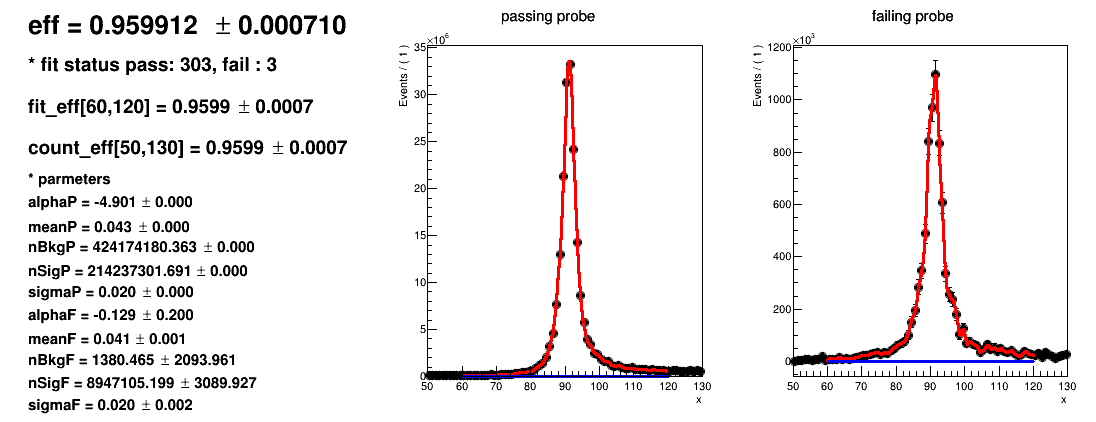 eff = 0.959912 ± 0.000710
* fit status pass: 303, fail : 3
fit_eff[60,120] = 0.9599 ± 0.0007
count_eff[50,130] = 0.9599 ± 0.0007
* parmeters
alphaP = -4.901 ± 0.000
meanP = 0.043 ± 0.000
nBkgP = 424174180.363 ± 0.000
nSigP = 214237301.691 ± 0.000
sigmaP = 0.020 ± 0.000
alphaF = -0.129 ± 0.200
meanF = 0.041 ± 0.001
nBkgF = 1380.465 ± 2093.961
nSigF = 8947105.199 ± 3089.927
sigmaF = 0.020 ± 0.002
passing probe
×10⁶
Events / ( 1 )
35
30
25
20
15
10
5
0
50 60 70 80 90 100 110 120 130
x
failing probe
×10³
Events / ( 1 )
1200
1000
800
600
400
200
0
50 60 70 80 90 100 110 120 130
x